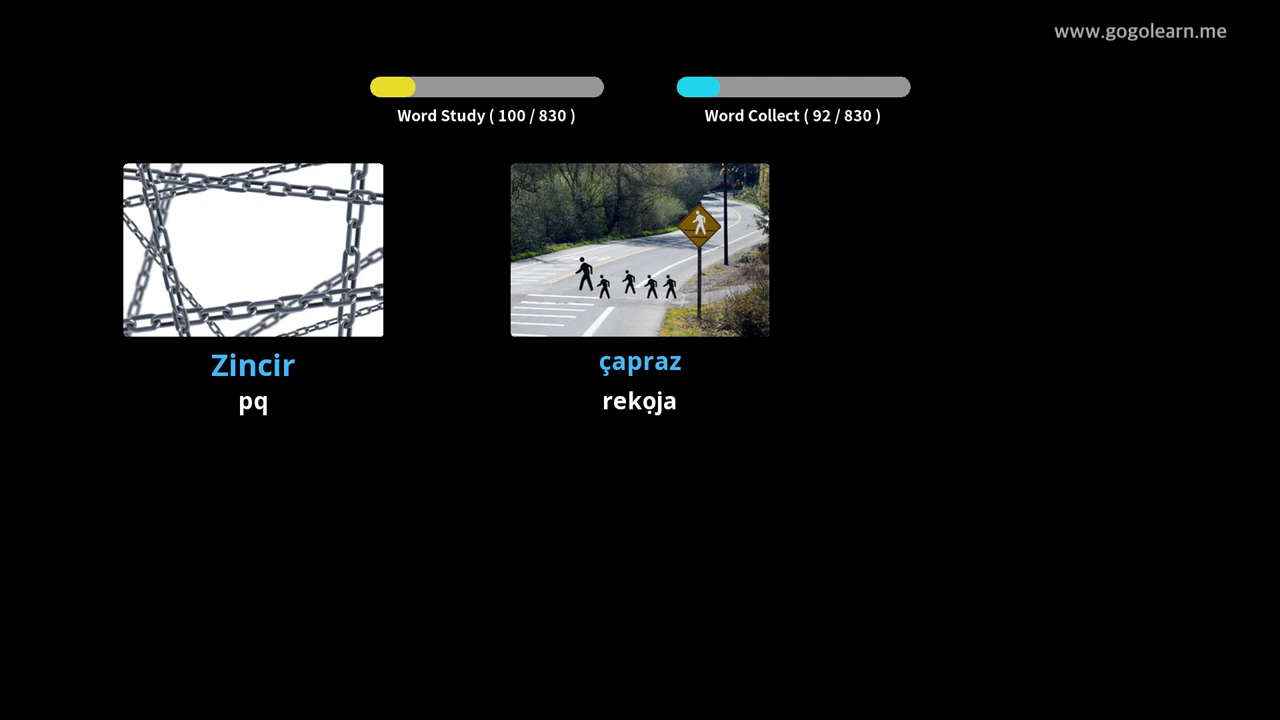 www.gogolearn.me
Word Study ( 100 / 830 )
Word Collect ( 92 / 830 )
Zincir
pq
çapraz
rekọja